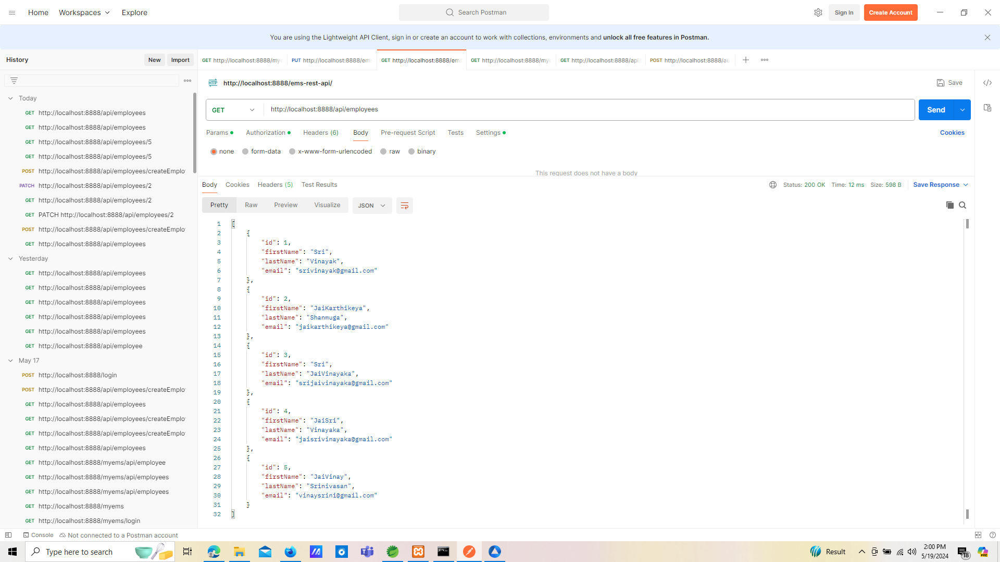 Home Workspaces Explore Search Postman Sign In Create Account
You are using the Lightweight API Client, sign in or create an account to work with collections, environments and unlock all free features in Postman.
History New Import
GET http://localhost:8888/my PUT http://localhost:8888/em GET http://localhost:8888/em GET http://localhost:8888/my GET http://localhost:8888/api POST http://localhost:8888/au
HTTP http://localhost:8888/ems-rest-api/ Save
GET http://localhost:8888/api/employees Send
Params Authorization Headers (6) Body Pre-request Script Tests Settings Cookies
none form-data x-www-form-urlencoded raw binary
This request does not have a body
Today
GET http://localhost:8888/api/employees
GET http://localhost:8888/api/employees
GET http://localhost:8888/api/employees/5
GET http://localhost:8888/api/employees/5
POST http://localhost:8888/api/employees/createEmplo
PATCH http://localhost:8888/api/employees/2
GET http://localhost:8888/api/employees/2
GET PATCH http://localhost:8888/api/employees/2
POST http://localhost:8888/api/employees/createEmplo
GET http://localhost:8888/api/employees
Yesterday
GET http://localhost:8888/api/employees
GET http://localhost:8888/api/employees
GET http://localhost:8888/api/employees
GET http://localhost:8888/api/employees
GET http://localhost:8888/api/employees
GET http://localhost:8888/api/employee
May 17
POST http://localhost:8888/login
POST http://localhost:8888/api/employees/createEmplo
GET http://localhost:8888/api/employees
GET http://localhost:8888/api/employees/createEmplo
GET http://localhost:8888/api/employees/createEmplo
GET http://localhost:8888/api/employees
GET http://localhost:8888/myems/api/employee
GET http://localhost:8888/myems/api/employees
GET http://localhost:8888/myems/api/employees
GET http://localhost:8888/myems
GET http://localhost:8888/myems/login
Body Cookies Headers (5) Test Results Status: 200 OK Time: 12 ms Size: 598 B Save Response
Pretty Raw Preview Visualize JSON
1 [
2 {
3 "id": 1,
4 "firstName": "Sri",
5 "lastName": "Vinayak",
6 "email": "srivinayak@gmail.com"
7 },
8 {
9 "id": 2,
10 "firstName": "JaiKarthikeya",
11 "lastName": "Shanmuga",
12 "email": "jaikarthikeya@gmail.com"
13 },
14 {
15 "id": 3,
16 "firstName": "Sri",
17 "lastName": "JaiVinayaka",
18 "email": "srijaivinayaka@gmail.com"
19 },
20 {
21 "id": 4,
22 "firstName": "JaiSri",
23 "lastName": "Vinayaka",
24 "email": "jaisrivinayaka@gmail.com"
25 },
26 {
27 "id": 5,
28 "firstName": "JaiVinay",
29 "lastName": "Srinivasan",
30 "email": "vinaysrini@gmail.com"
31 }
32 ]
Console Not connected to a Postman account
Type here to search Result 2:00 PM
5/19/2024 18 PRE